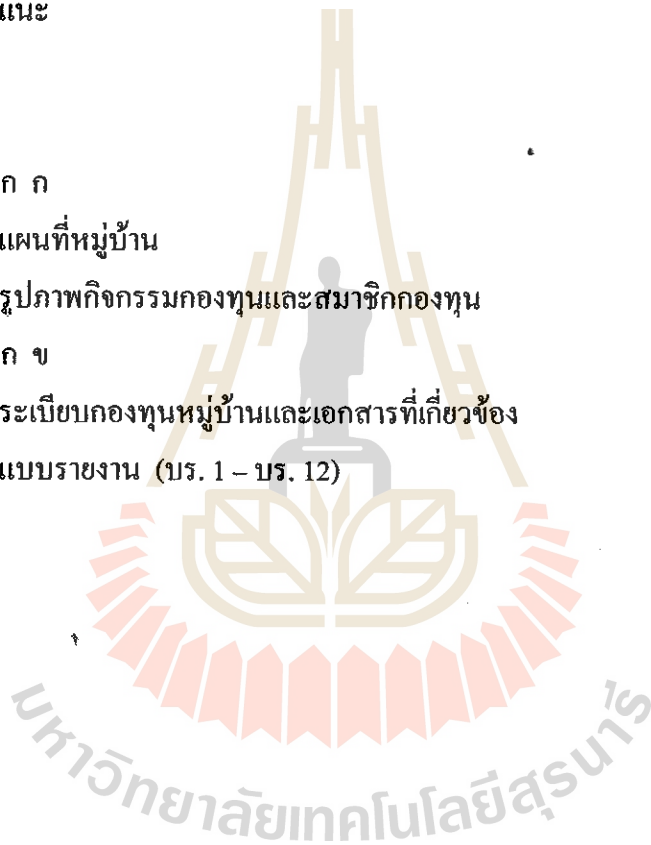 แนะ
ก ก
แผนที่หมู่บ้าน
รูปภาพกิจกรรมกองทุนและสมาชิกกองทุน
ก ข
ระเบียบกองทุนหมู่บ้านและเอกสารที่เกี่ยวข้อง
แบบรายงาน (บร. 1 – บร. 12)
มหาวิทยาลัยเทคโนโลยีสุรนารี